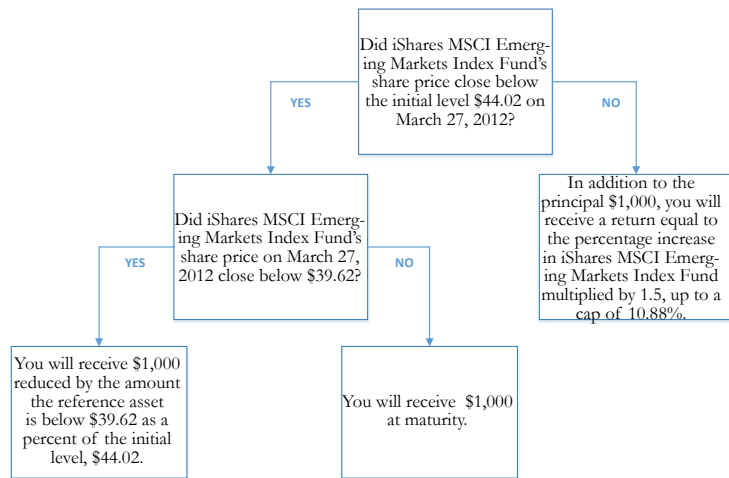 Did iShares MSCI Emerg-
ing Markets Index Fund's
share price close below
the initial level $44.02 on
March 27, 2012?
YES
NO
Did iShares MSCI Emerg-
ing Markets Index Fund's
share price on March 27,
2012 close below $39.62?
In addition to the
principal $1,000, you will
receive a return equal to
the percentage increase
in iShares MSCI Emerg-
ing Markets Index Fund
multiplied by 1.5, up to a
cap of 10.88%.
YES
NO
You will receive $1,000
reduced by the amount
the reference asset
is below $39.62 as a
percent of the initial
level, $44.02.
You will receive $1,000
at maturity.